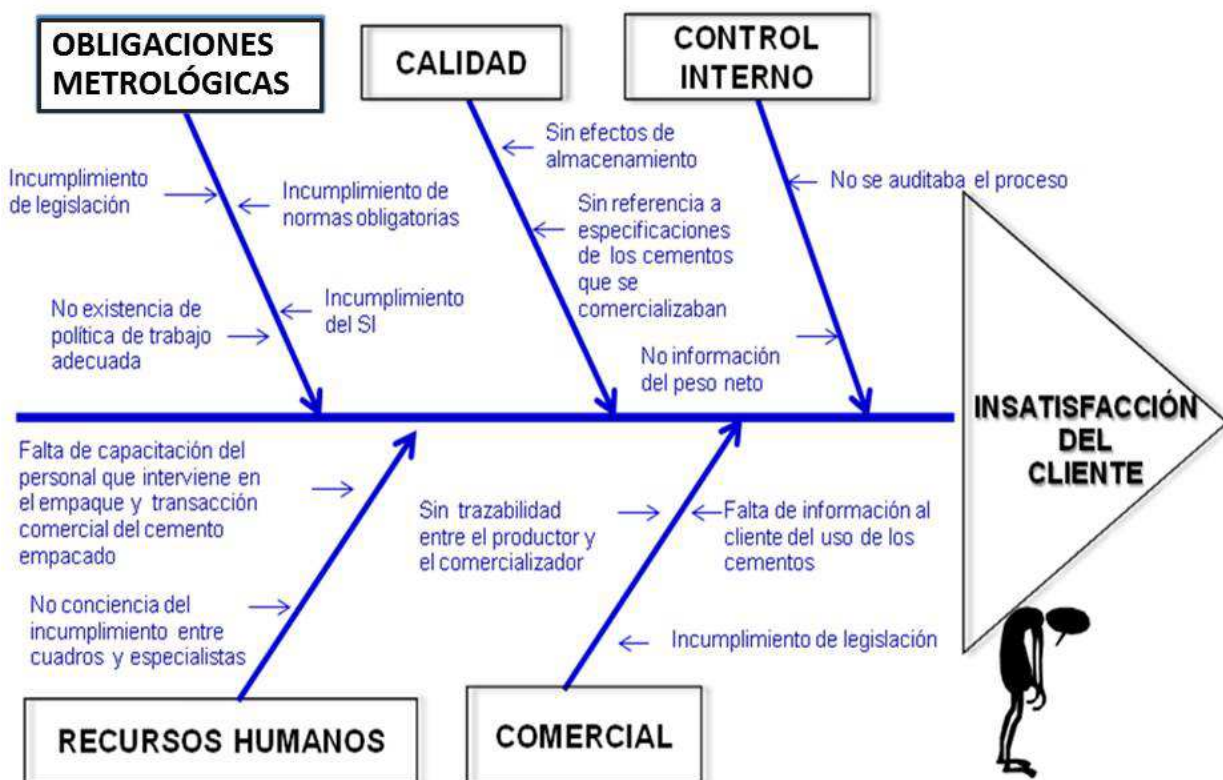 OBLIGACIONES
METROLÓGICAS
CALIDAD
CONTROL
INTERNO
Incumplimiento
de legislación
Incumplimiento de
normas obligatorias
No existencia de
política de trabajo
adecuada
Incumplimiento
del SI
Sin efectos de
almacenamiento
Sin referencia a
especificaciones
de los cementos
que se
comercializaban
No se auditaba el proceso
No información
del peso neto
INSATISFACCIÓN
DEL
CLIENTE
Falta de capacitación del
personal que interviene en
el empaque y transacción
comercial del cemento
empacado
No conciencia del
incumplimiento entre
cuadros y especialistas
Sin trazabilidad
entre el productor y
el comercializador
Falta de información al
cliente del uso de los
cementos
Incumplimiento de legislación
RECURSOS HUMANOS
COMERCIAL